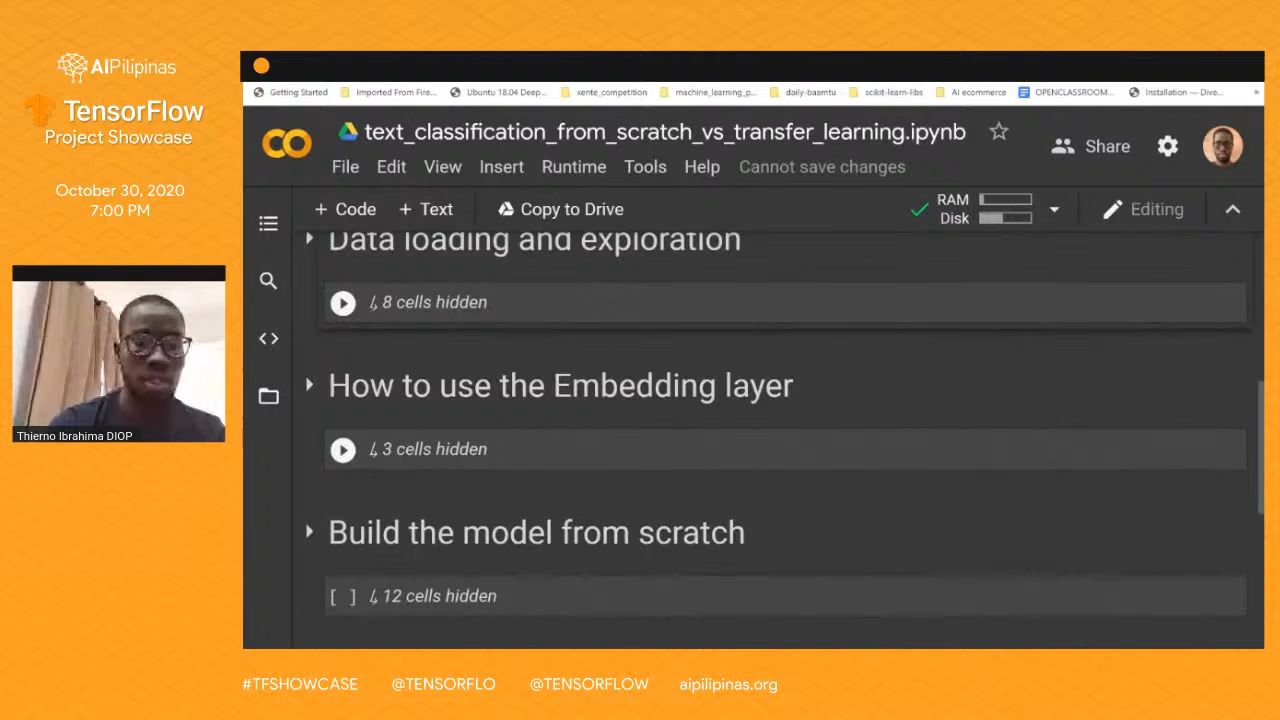 AIPilipinas
TensorFlow
Project Showcase
October 30, 2020
7:00 PM
Thierno Ibrahima DIOP
Getting Started
Imported From Fire...
Ubuntu 18.04 Deep...
xente_competition
machine_learning_p...
daily-baamtu
scikit-learn-libs
AI ecommerce
OPENCLASSROOM...
Installation — Dive...
»
text_classification_from_scratch_vs_transfer_learning.ipynb
Share
File Edit View Insert Runtime Tools Help Cannot save changes
+ Code + Text Copy to Drive
RAM
Disk
Editing
Data loading and exploration
8 cells hidden
How to use the Embedding layer
3 cells hidden
Build the model from scratch
[ ] 12 cells hidden
#TFSHOWCASE @TENSORFLO @TENSORFLOW aipilipinas.org